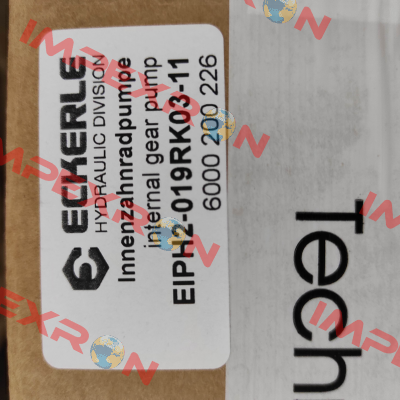 ECKERLE
HYDRAULIC DIVISION
Innenzahnradpumpe
internal gear pump
EIPH2-019RK03-11
6000 200 226
Tech
IMPEXRON
IMPEXRON
IMPEXRON
IMPEXRON